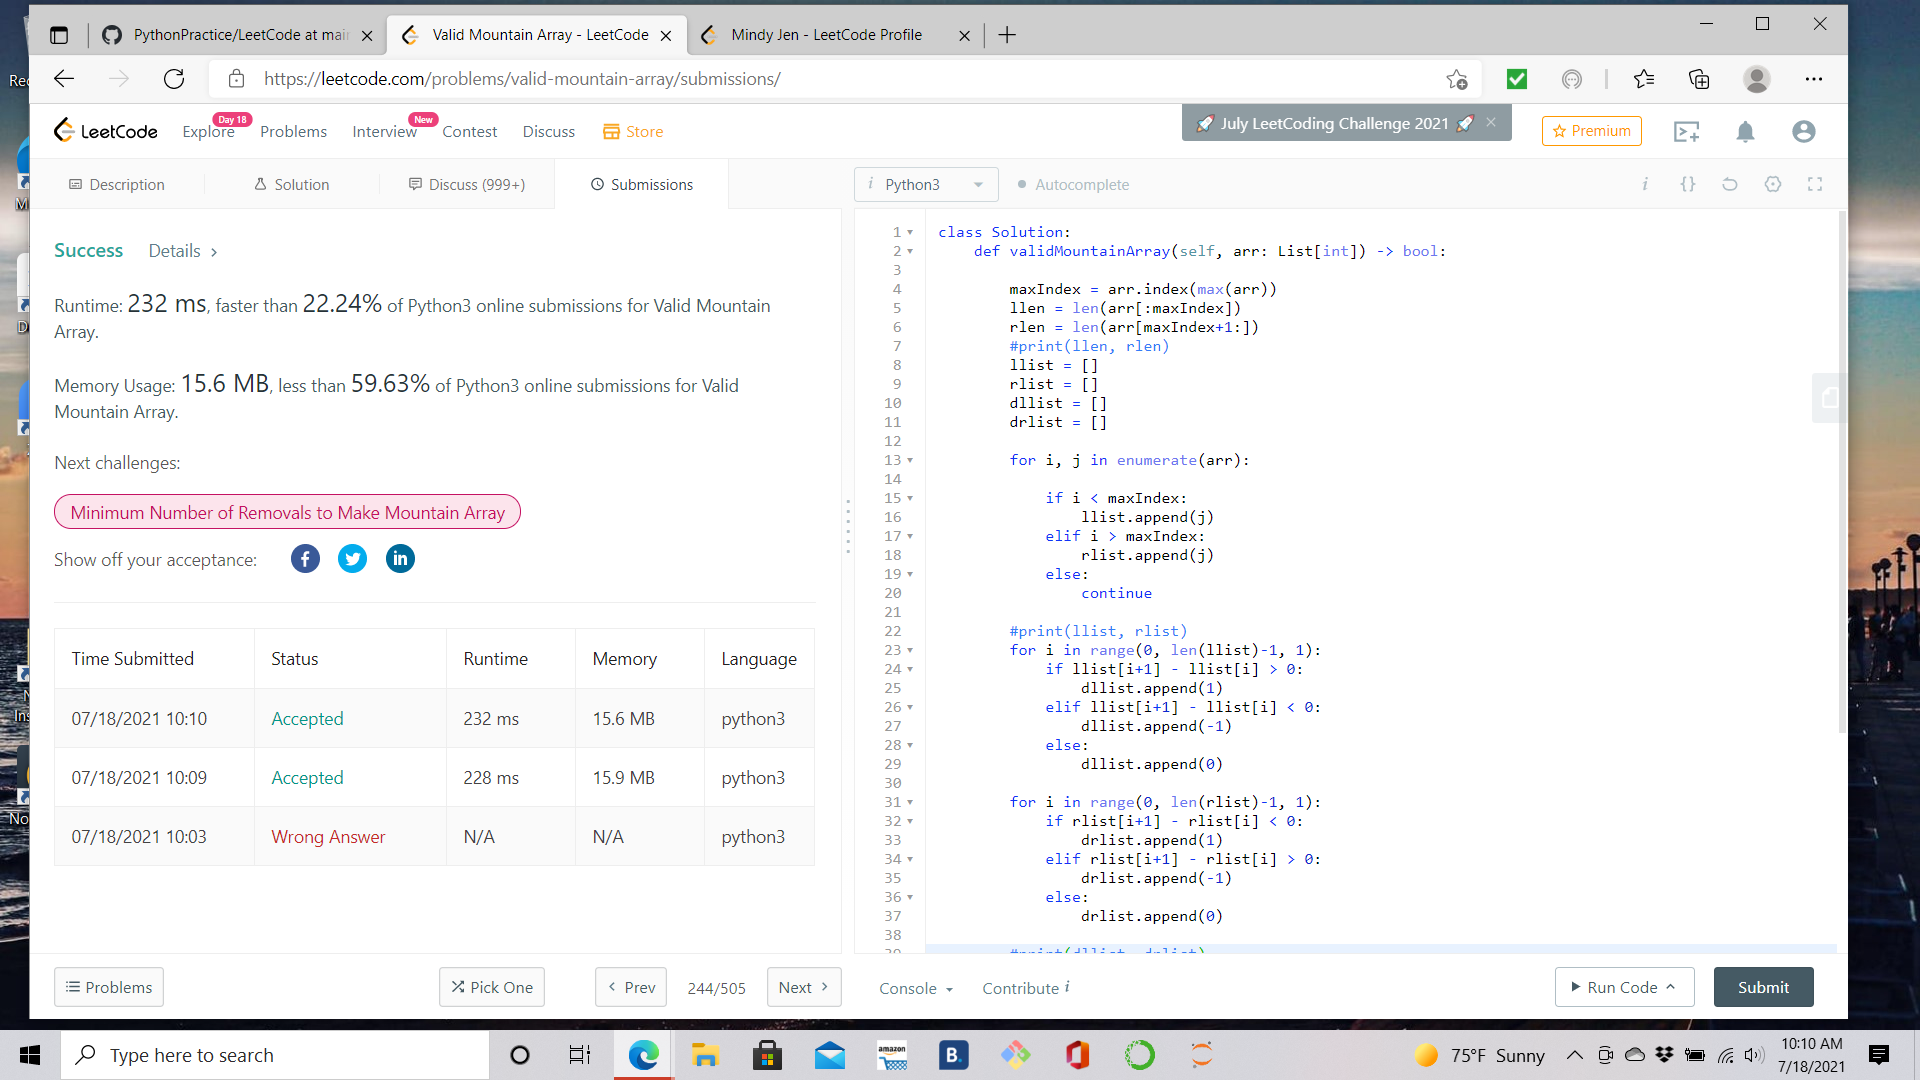 PythonPractice/LeetCode at mai
Valid Mountain Array - LeetCode
Mindy Jen - LeetCode Profile
https://leetcode.com/problems/valid-mountain-array/submissions/
LeetCode
Explore
Day 18
Problems
Interview
New
Contest
Discuss
Store
July LeetCoding Challenge 2021
Premium
Description
Solution
Discuss (999+)
Submissions
i Python3
Autocomplete
i {}
Success
Details >
Runtime: 232 ms, faster than 22.24% of Python3 online submissions for Valid Mountain
Array.
Memory Usage: 15.6 MB, less than 59.63% of Python3 online submissions for Valid
Mountain Array.
Next challenges:
Minimum Number of Removals to Make Mountain Array
Show off your acceptance:
Time Submitted Status Runtime Memory Language
07/18/2021 10:10 Accepted 232 ms 15.6 MB python3
07/18/2021 10:09 Accepted 228 ms 15.9 MB python3
07/18/2021 10:03 Wrong Answer N/A N/A python3
1 class Solution:
2 def validMountainArray(self, arr: List[int]) -> bool:
3
4 maxIndex = arr.index(max(arr))
5 llen = len(arr[:maxIndex])
6 rlen = len(arr[maxIndex+1:])
7 #print(llen, rlen)
8 llist = []
9 rlist = []
10 dllist = []
11 drlist = []
12
13 for i, j in enumerate(arr):
14
15 if i < maxIndex:
16 llist.append(j)
17 elif i > maxIndex:
18 rlist.append(j)
19 else:
20 continue
21
22 #print(llist, rlist)
23 for i in range(0, len(llist)-1, 1):
24 if llist[i+1] - llist[i] > 0:
25 dllist.append(1)
26 elif llist[i+1] - llist[i] < 0:
27 dllist.append(-1)
28 else:
29 dllist.append(0)
30
31 for i in range(0, len(rlist)-1, 1):
32 if rlist[i+1] - rlist[i] < 0:
33 drlist.append(1)
34 elif rlist[i+1] - rlist[i] > 0:
35 drlist.append(-1)
36 else:
37 drlist.append(0)
38
39 #print(dllist, drlist)
Problems
Pick One
< Prev
244/505
Next >
Console
Contribute i
Run Code
Submit
Type here to search
amazon
B.
75°F Sunny
10:10 AM
7/18/2021